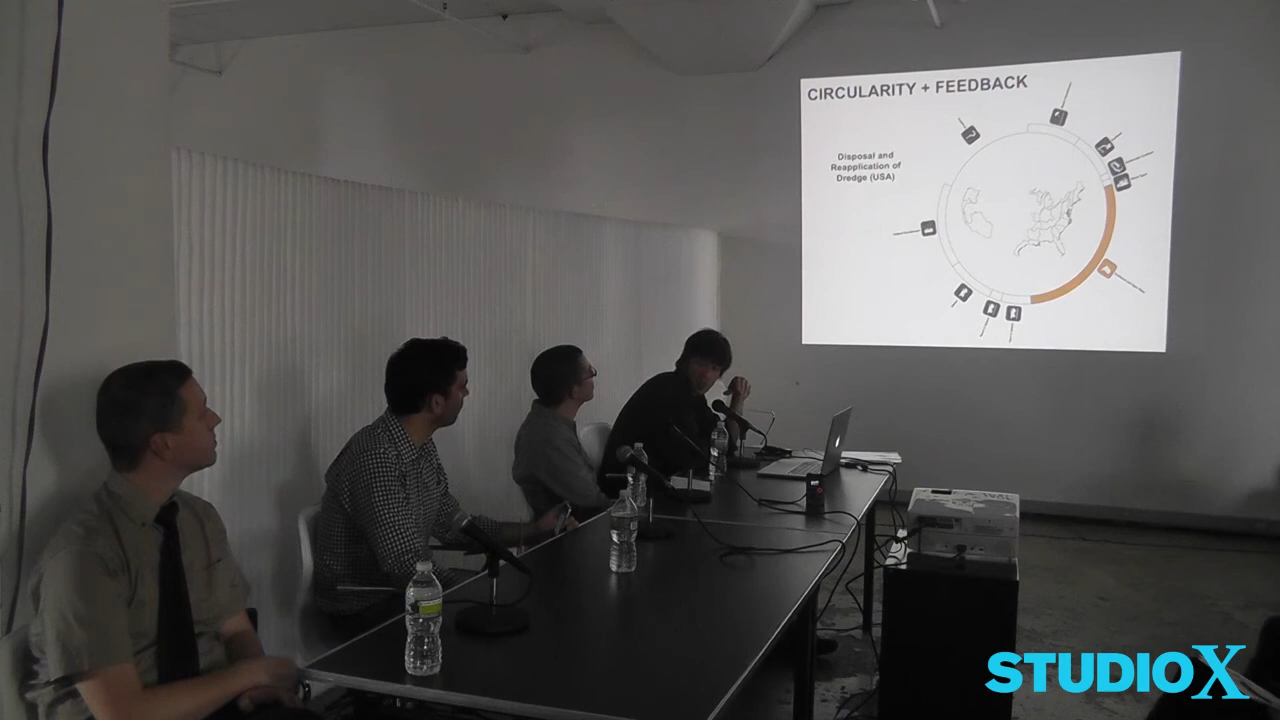 CIRCULARITY + FEEDBACK
Disposal and
Reapplication of
Dredge (USA)
STUDIOX